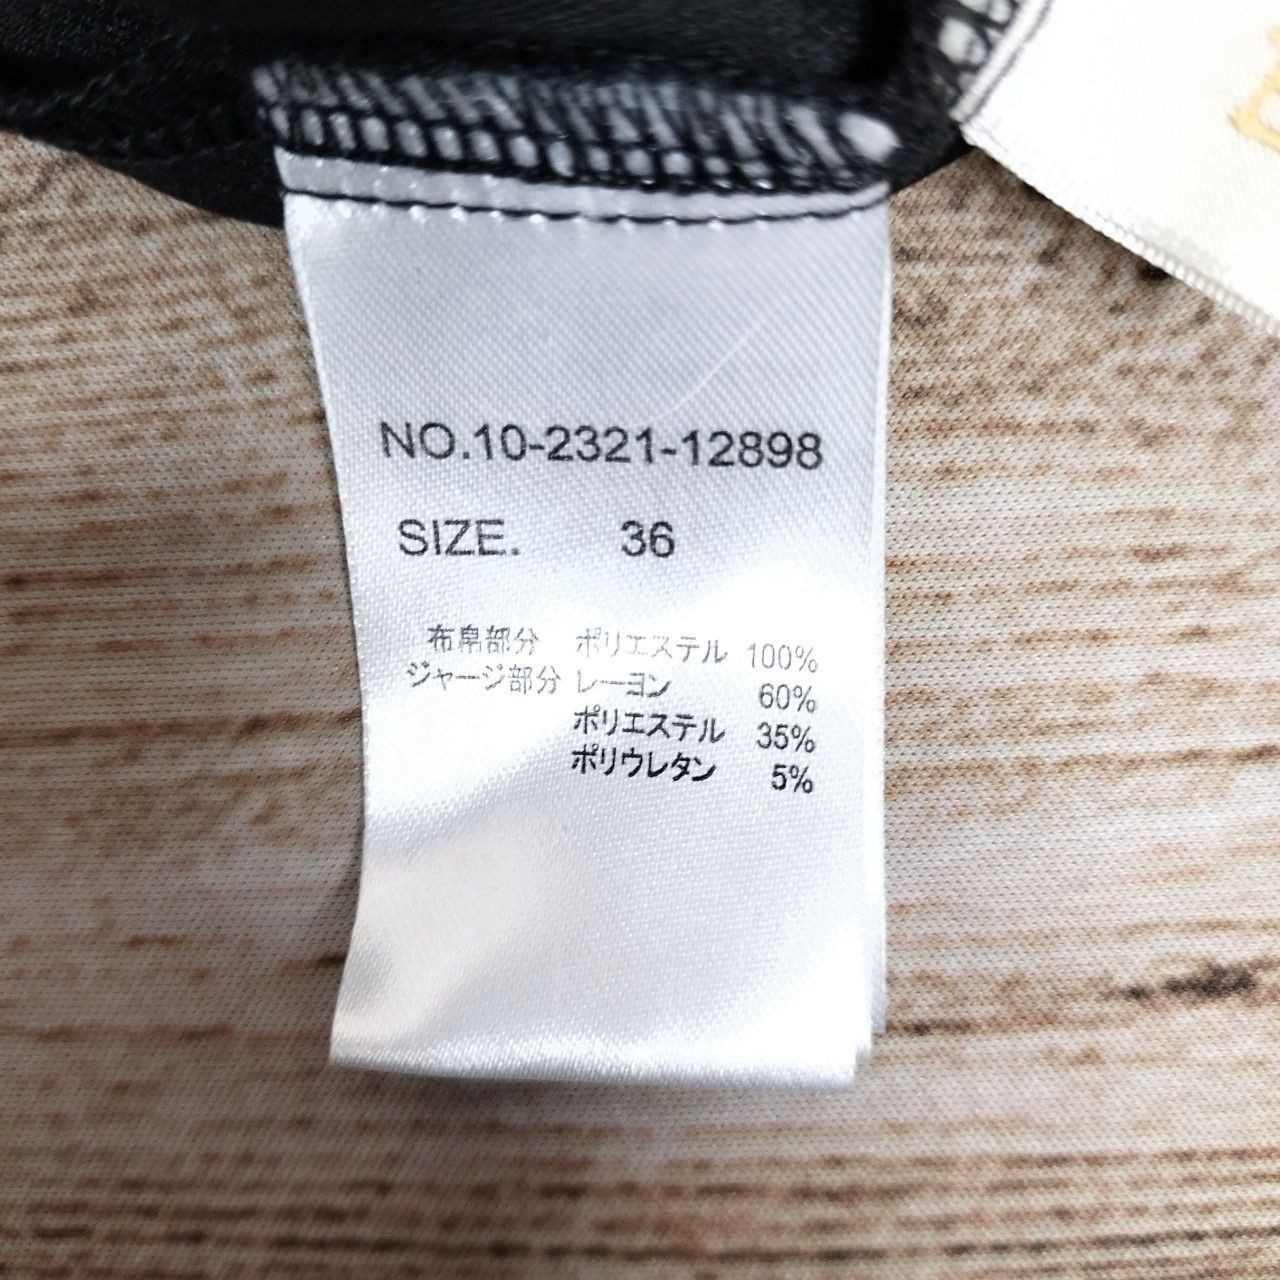 NO.10-2321-12898
SIZE. 36
布帛部分 ポリエステル 100%
ジャージ部分 レーヨン 60%
ポリエステル 35%
ポリウレタン 5%